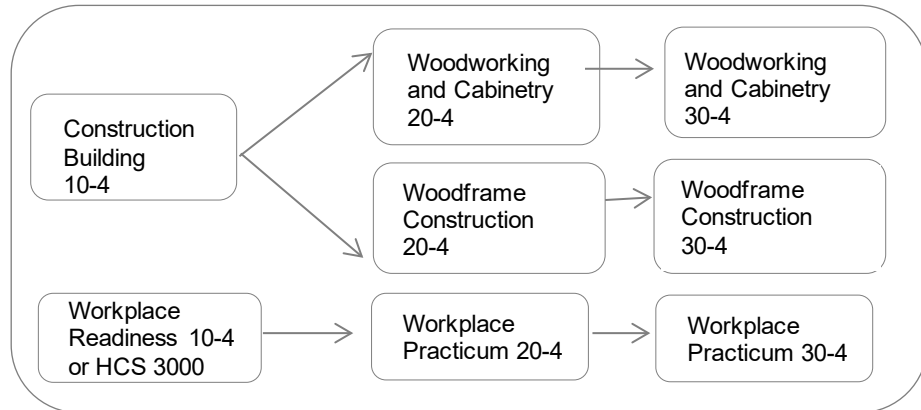 Construction
Building
10-4
Woodworking
and Cabinetry
20-4
Woodworking
and Cabinetry
30-4
Woodframe
Construction
20-4
Woodframe
Construction
30-4
Workplace
Readiness 10-4
or HCS 3000
Workplace
Practicum 20-4
Workplace
Practicum 30-4